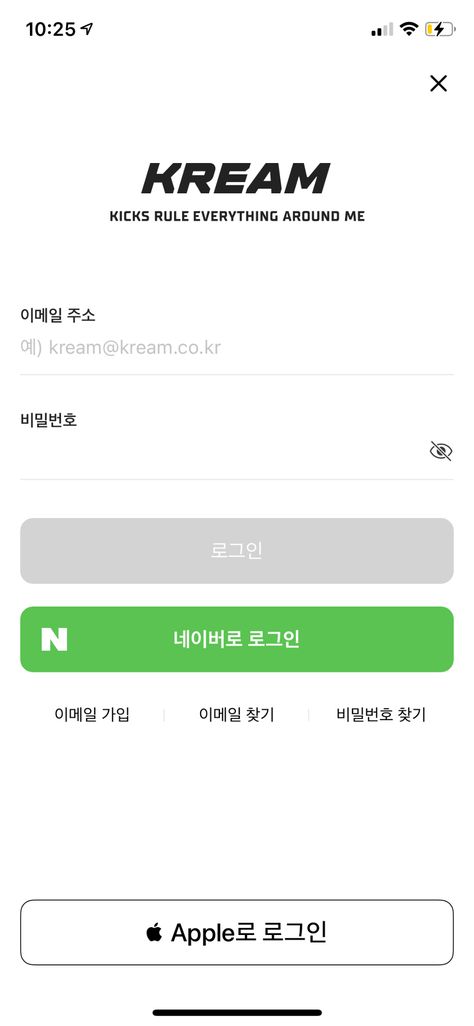 10:25
KREAM
KICKS RULE EVERYTHING AROUND ME
이메일 주소
예) kream@kream.co.kr
비밀번호
로그인
N 네이버로 로그인
이메일 가입 | 이메일 찾기 | 비밀번호 찾기
Apple로 로그인